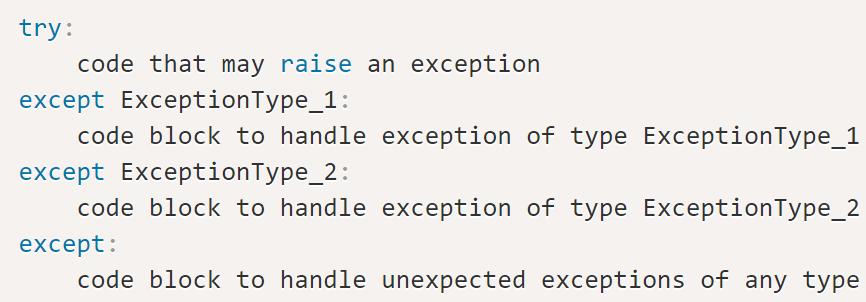 try:
    code that may raise an exception
except ExceptionType_1:
    code block to handle exception of type ExceptionType_1
except ExceptionType_2:
    code block to handle exception of type ExceptionType_2
except:
    code block to handle unexpected exceptions of any type